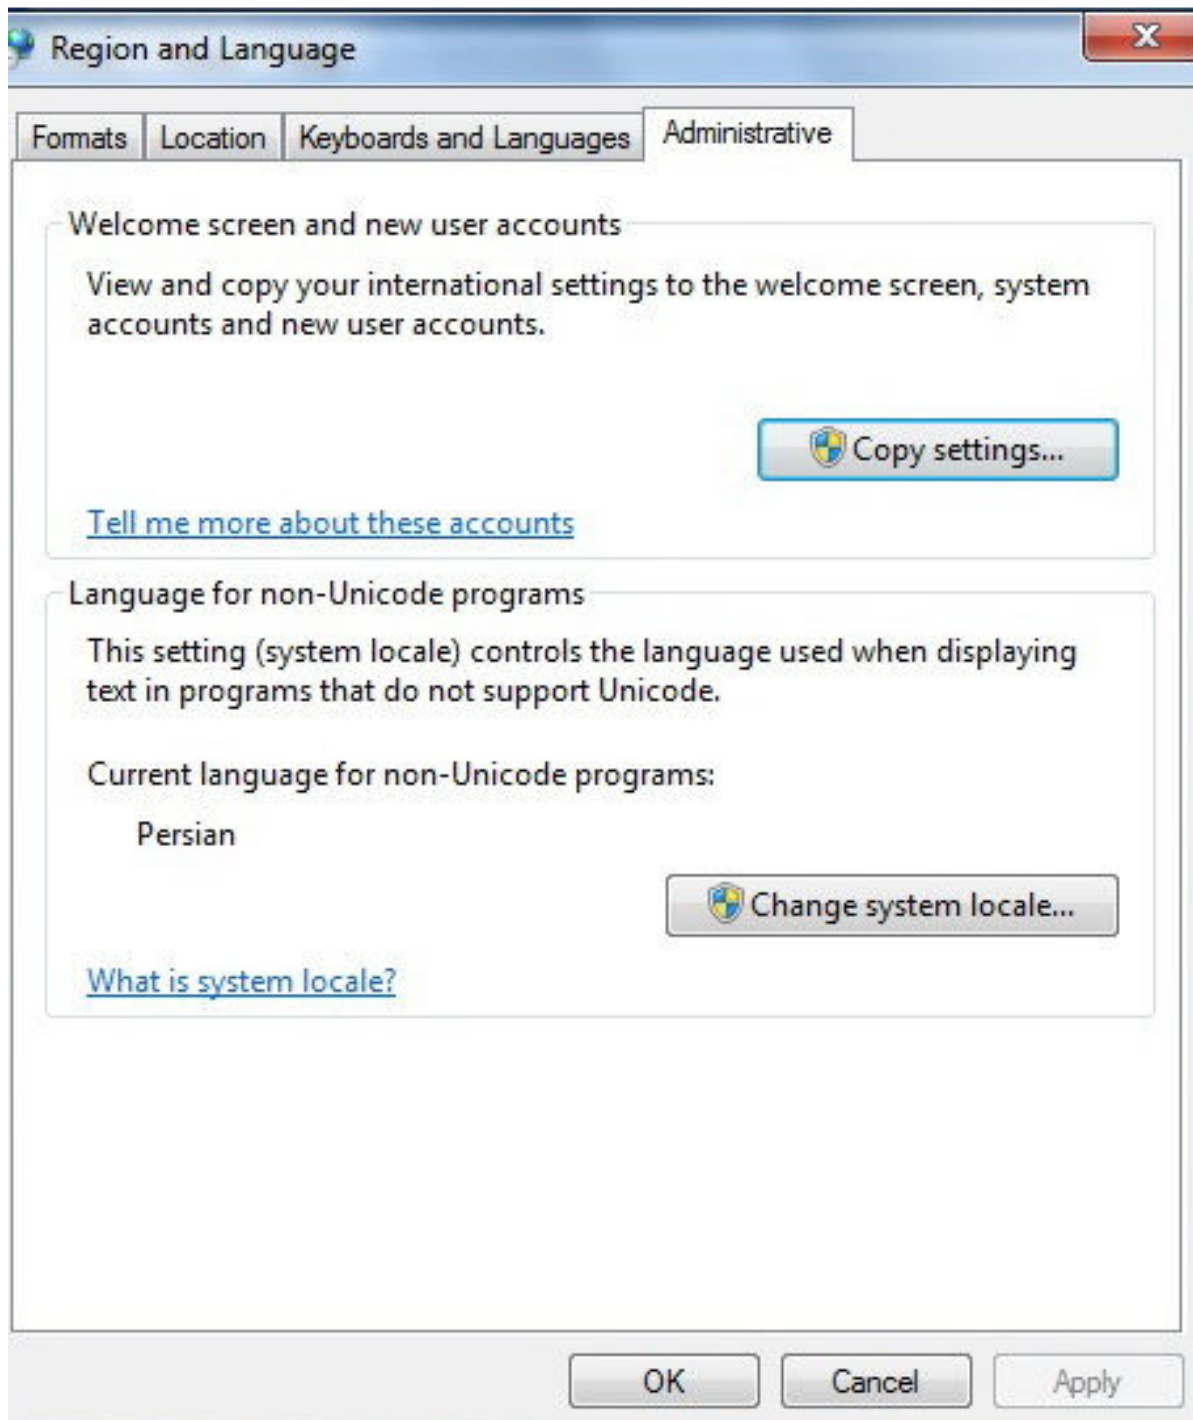 Region and Language
x
Formats Location Keyboards and Languages Administrative
Welcome screen and new user accounts
View and copy your international settings to the welcome screen, system
accounts and new user accounts.
Copy settings...
Tell me more about these accounts
Language for non-Unicode programs
This setting (system locale) controls the language used when displaying
text in programs that do not support Unicode.
Current language for non-Unicode programs:
Persian
Change system locale...
What is system locale?
OK Cancel Apply